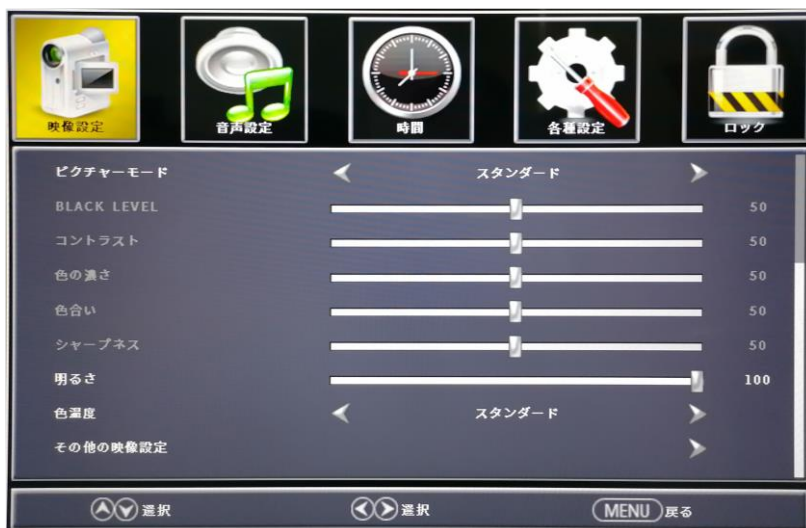 映像設定
音声設定
時間
各種設定
ロック
ピクチャーモード スタンダード
BLACK LEVEL 50
コントラスト 50
色の濃さ 50
色合い 50
シャープネス 50
明るさ 100
色温度 スタンダード
その他の映像設定
選択 選択 MENU 戻る